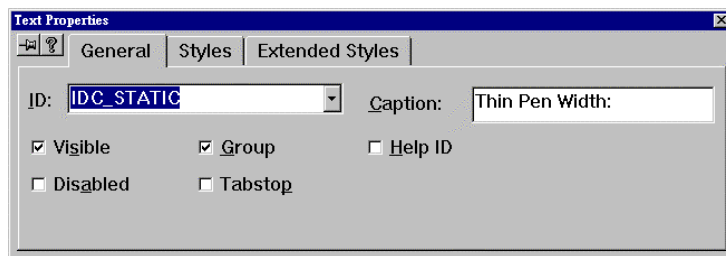 Text Properties
General Styles Extended Styles
ID: IDC_STATIC Caption: Thin Pen Width:
Visible Group Help ID
Disabled Tabstop